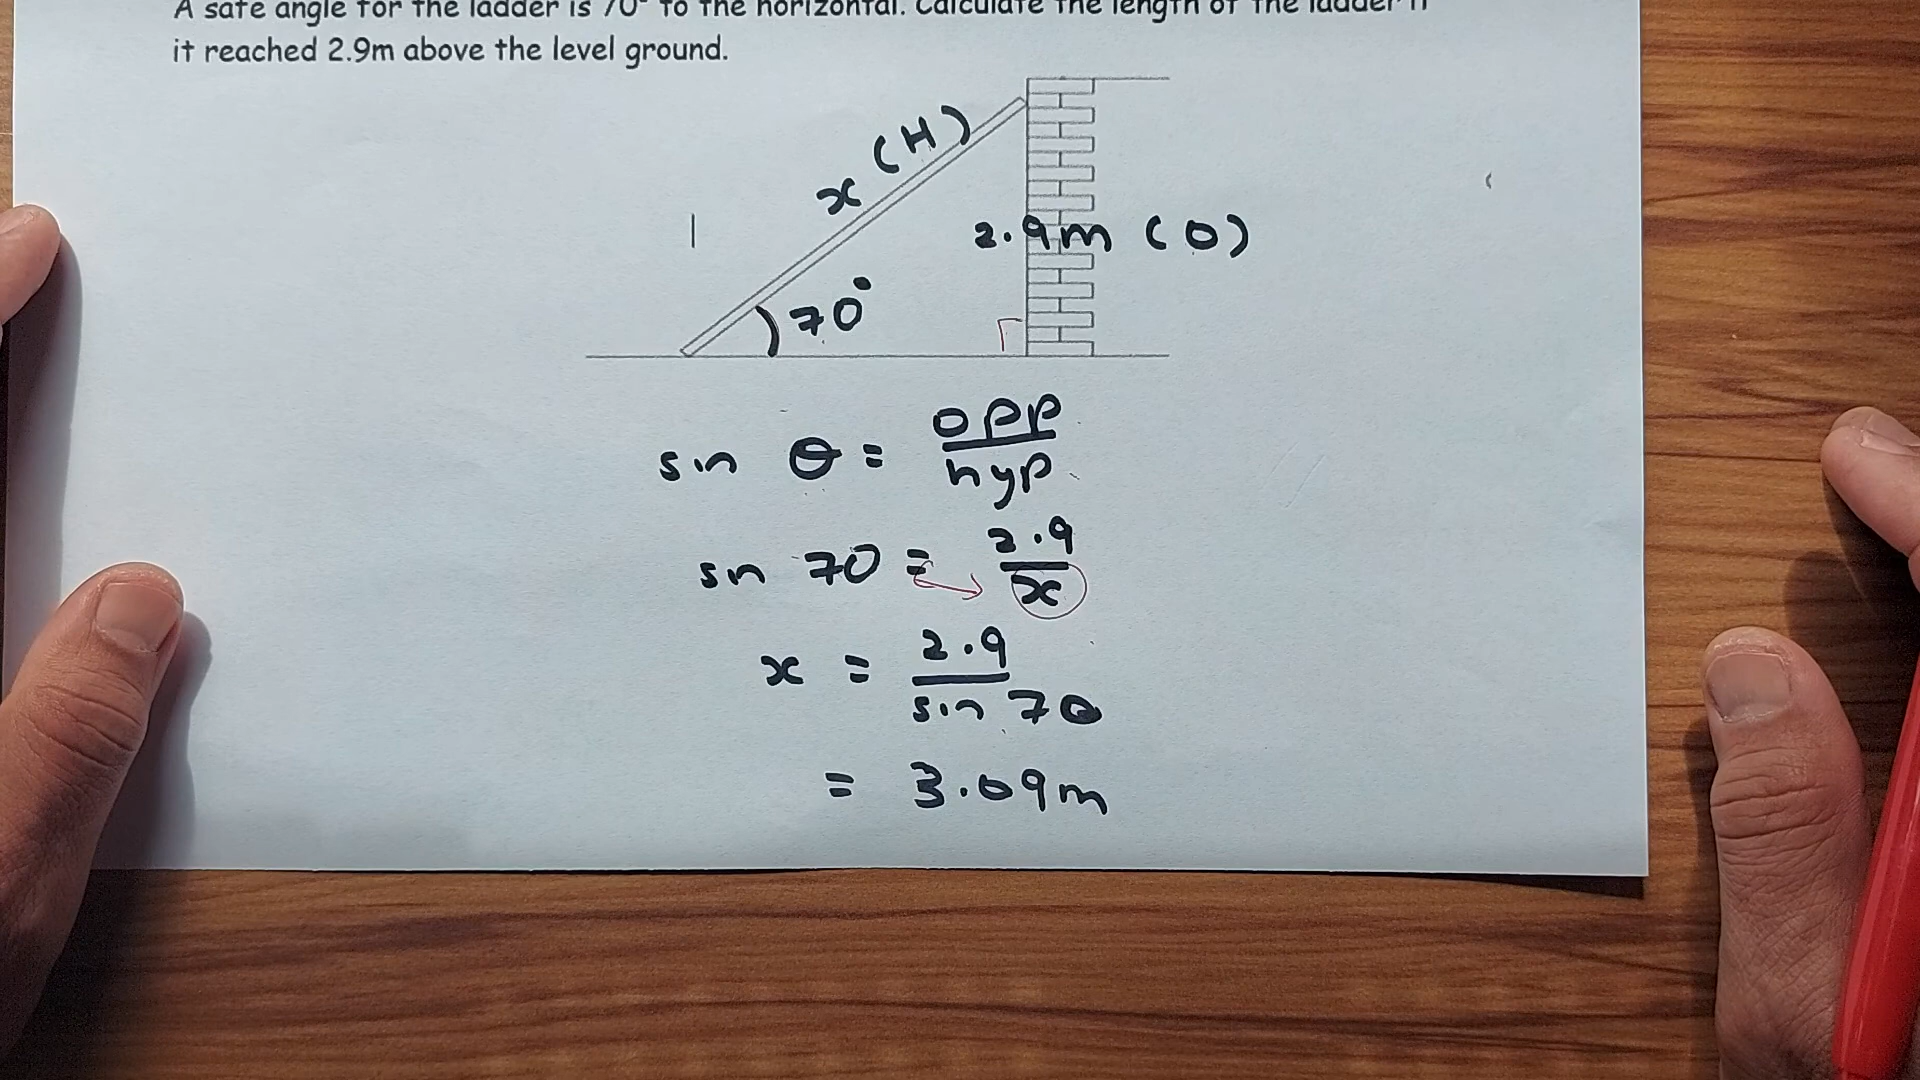 A safe angle for the ladder is 70° to the horizontal. Calculate the length of the ladder if
it reached 2.9m above the level ground.
x (H)
2.9m (O)
70°
sin θ = opp/hyp
sin 70 = 2.9/x
x = 2.9/sin 70
= 3.09m